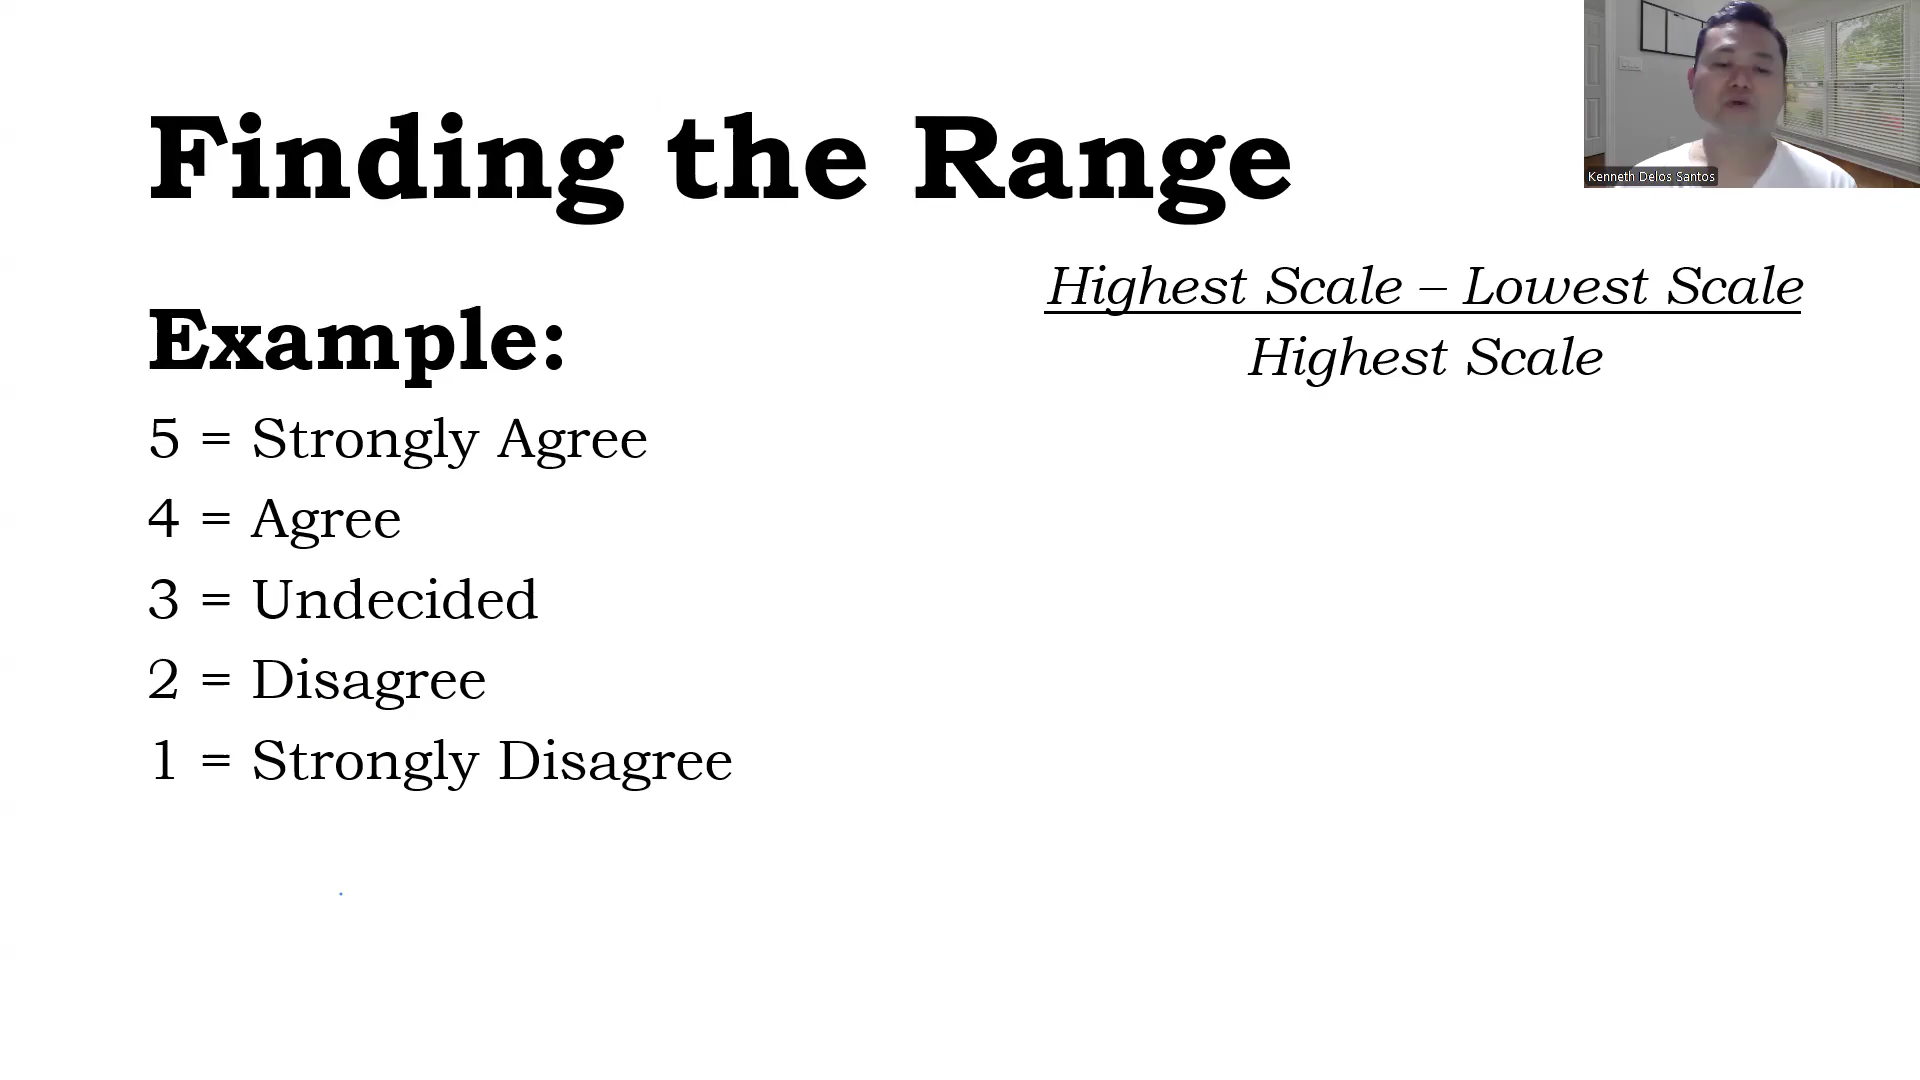 Finding the Range
Kenneth Delos Santos
Highest Scale – Lowest Scale
Highest Scale
Example:
5 = Strongly Agree
4 = Agree
3 = Undecided
2 = Disagree
1 = Strongly Disagree